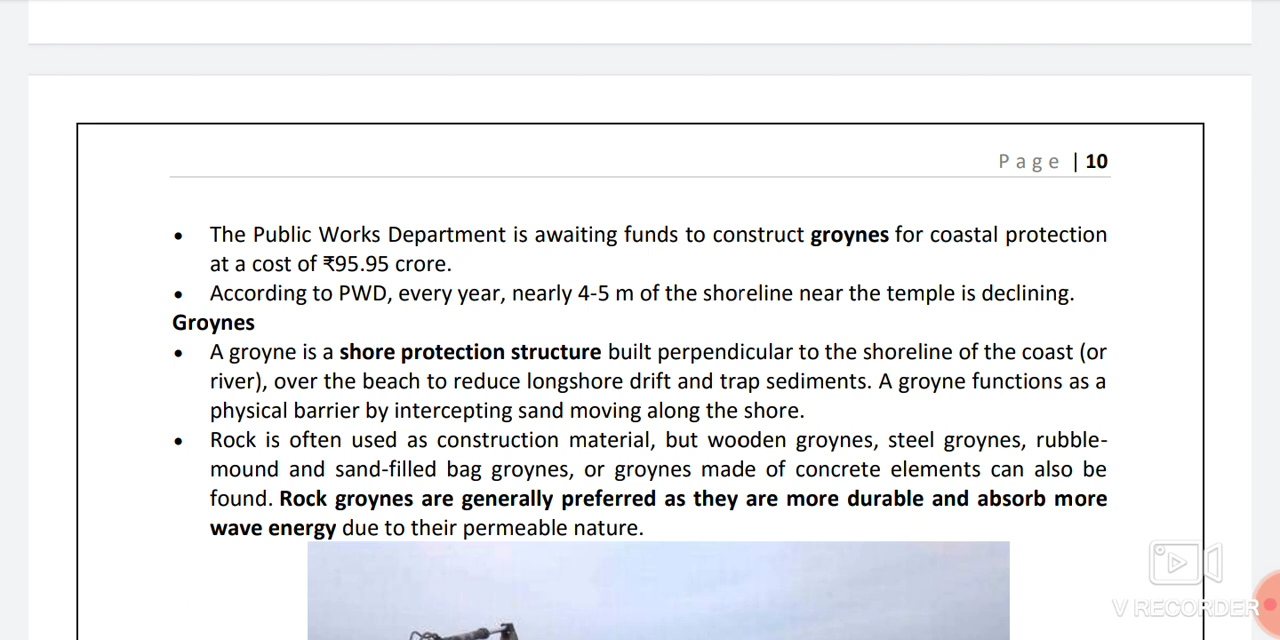 Page | 10
• The Public Works Department is awaiting funds to construct groynes for coastal protection
at a cost of ₹95.95 crore.
• According to PWD, every year, nearly 4-5 m of the shoreline near the temple is declining.
Groynes
• A groyne is a shore protection structure built perpendicular to the shoreline of the coast (or
river), over the beach to reduce longshore drift and trap sediments. A groyne functions as a
physical barrier by intercepting sand moving along the shore.
• Rock is often used as construction material, but wooden groynes, steel groynes, rubble-
mound and sand-filled bag groynes, or groynes made of concrete elements can also be
found. Rock groynes are generally preferred as they are more durable and absorb more
wave energy due to their permeable nature.
V RECORDER